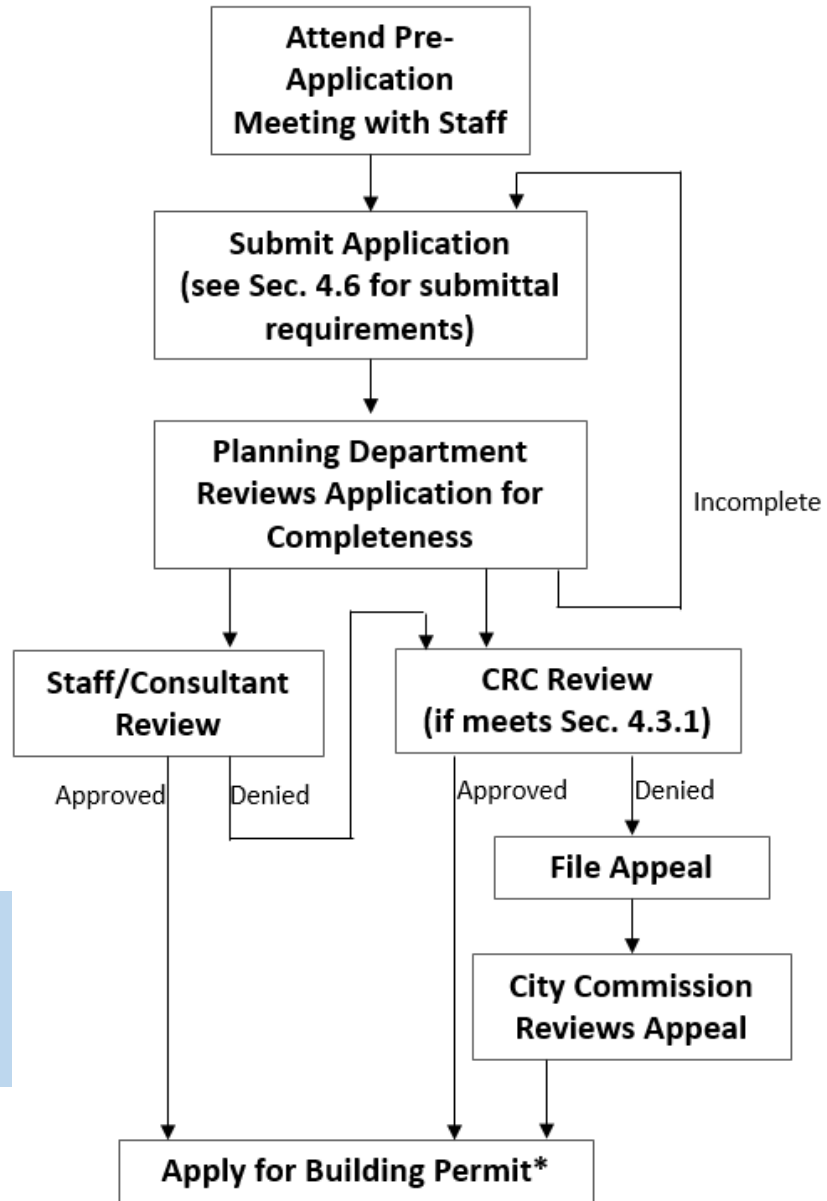 Attend Pre-
Application
Meeting with Staff
Submit Application
(see Sec. 4.6 for submittal
requirements)
Planning Department
Reviews Application for
Completeness
Incomplete
Staff/Consultant
Review
CRC Review
(if meets Sec. 4.3.1)
Approved
Denied
Approved
Denied
File Appeal
City Commission
Reviews Appeal
Apply for Building Permit*